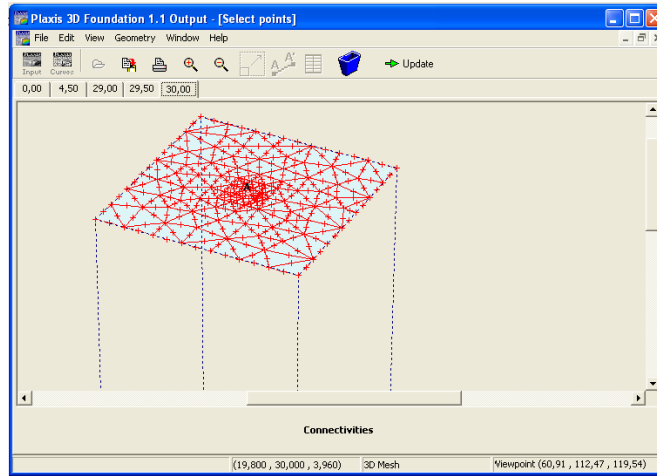 Plaxis 3D Foundation 1.1 Output - [Select points]
File Edit View Geometry Window Help
Input Curves Update
0,00 4,50 29,00 29,50 30,00
A
Connectivities
(19,800 , 30,000 , 3,960) 3D Mesh Viewpoint (60,91 , 112,47 , 119,54)